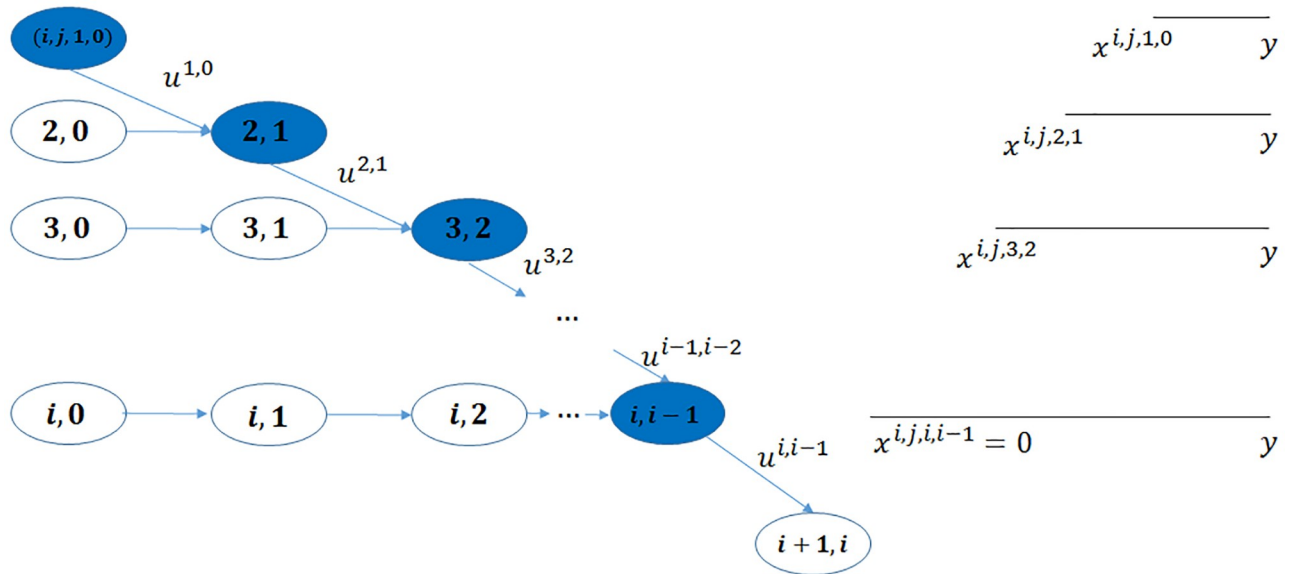 (i, j, 1, 0)
u^{1,0}
x^{i,j,1,0} y
2, 0 2, 1
x^{i,j,2,1} y
u^{2,1}
3, 0 3, 1 3, 2
x^{i,j,3,2} y
u^{3,2}
...
u^{i−1,i−2}
i, 0 i, 1 i, 2 ... i, i − 1
x^{i,j,i,i−1} = 0 y
u^{i,i−1}
i + 1, i